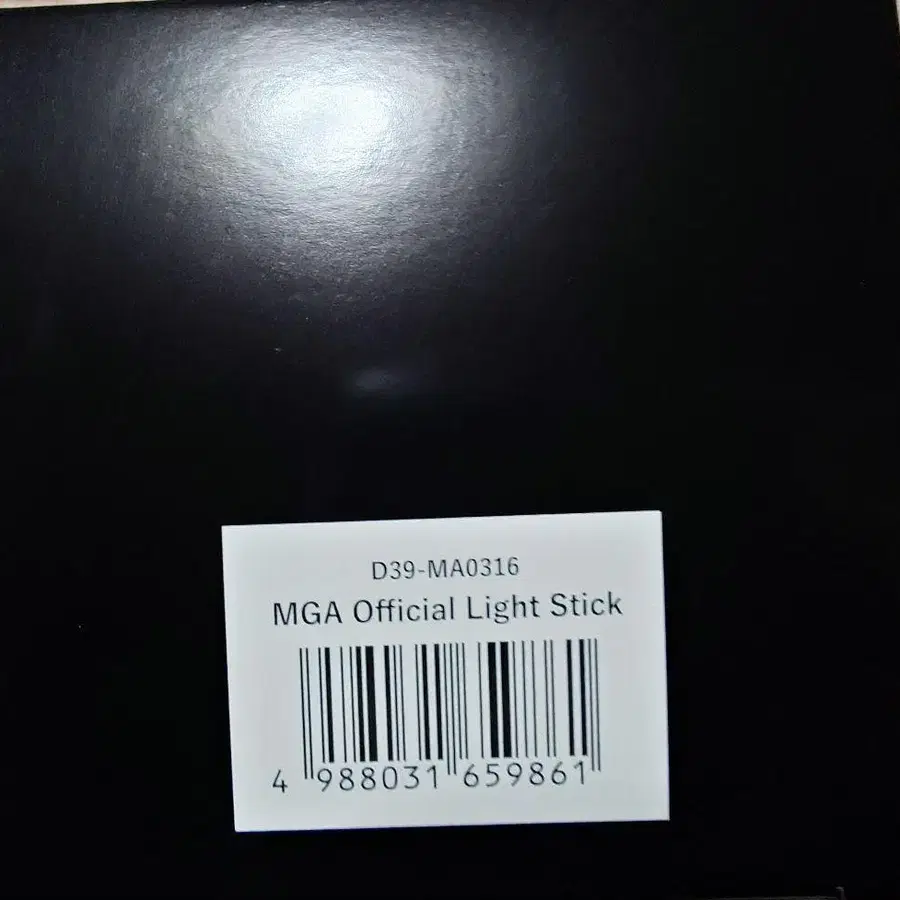 D39-MA0316
MGA Official Light Stick
4 988031 659861